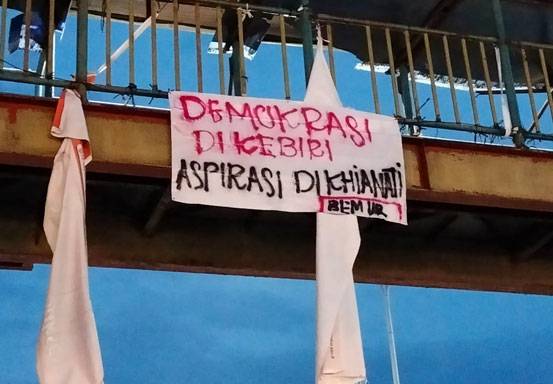 DEMOKRASI
DIKEBIRI
ASPIRASI DIKHIANATI
BEM UR